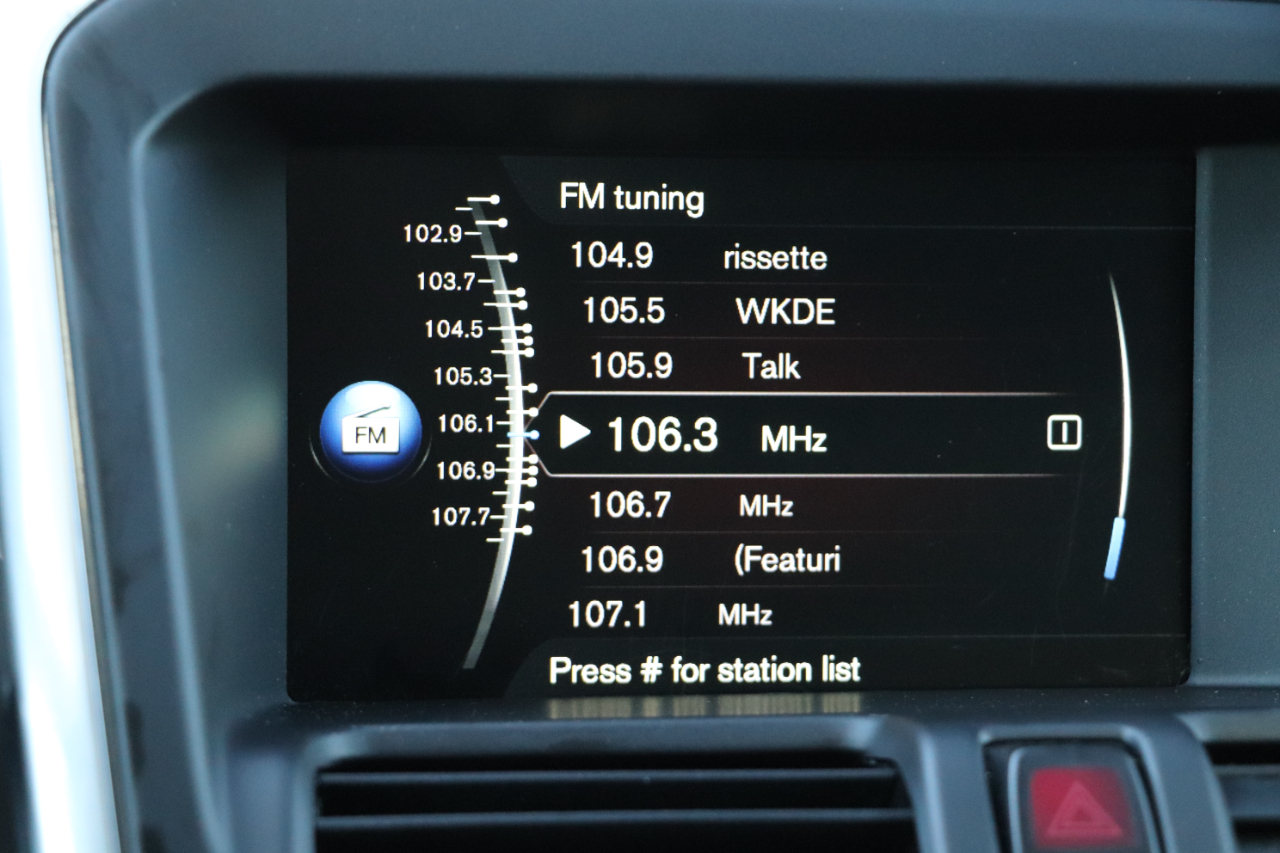 FM tuning
102.9
103.7
104.5
105.3
106.1
106.9
107.7
FM
104.9 rissette
105.5 WKDE
105.9 Talk
106.3 MHz
106.7 MHz
106.9 (Featuri
107.1 MHz
Press # for station list